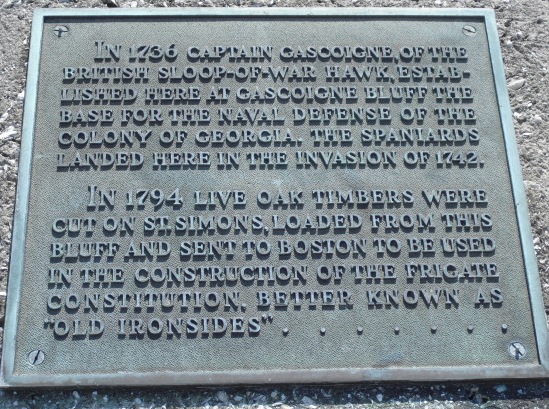 IN 1736 CAPTAIN GASCOIGNE, OF THE
BRITISH SLOOP-OF-WAR HAWK, ESTAB-
LISHED HERE AT GASCOIGNE BLUFF THE
BASE FOR THE NAVAL DEFENSE OF THE
COLONY OF GEORGIA. THE SPANIARDS
LANDED HERE IN THE INVASION OF 1742.
IN 1794 LIVE OAK TIMBERS WERE
CUT ON ST. SIMONS, LOADED FROM THIS
BLUFF AND SENT TO BOSTON TO BE USED
IN THE CONSTRUCTION OF THE FRIGATE
CONSTITUTION, BETTER KNOWN AS
"OLD IRONSIDES" . . . . . . .